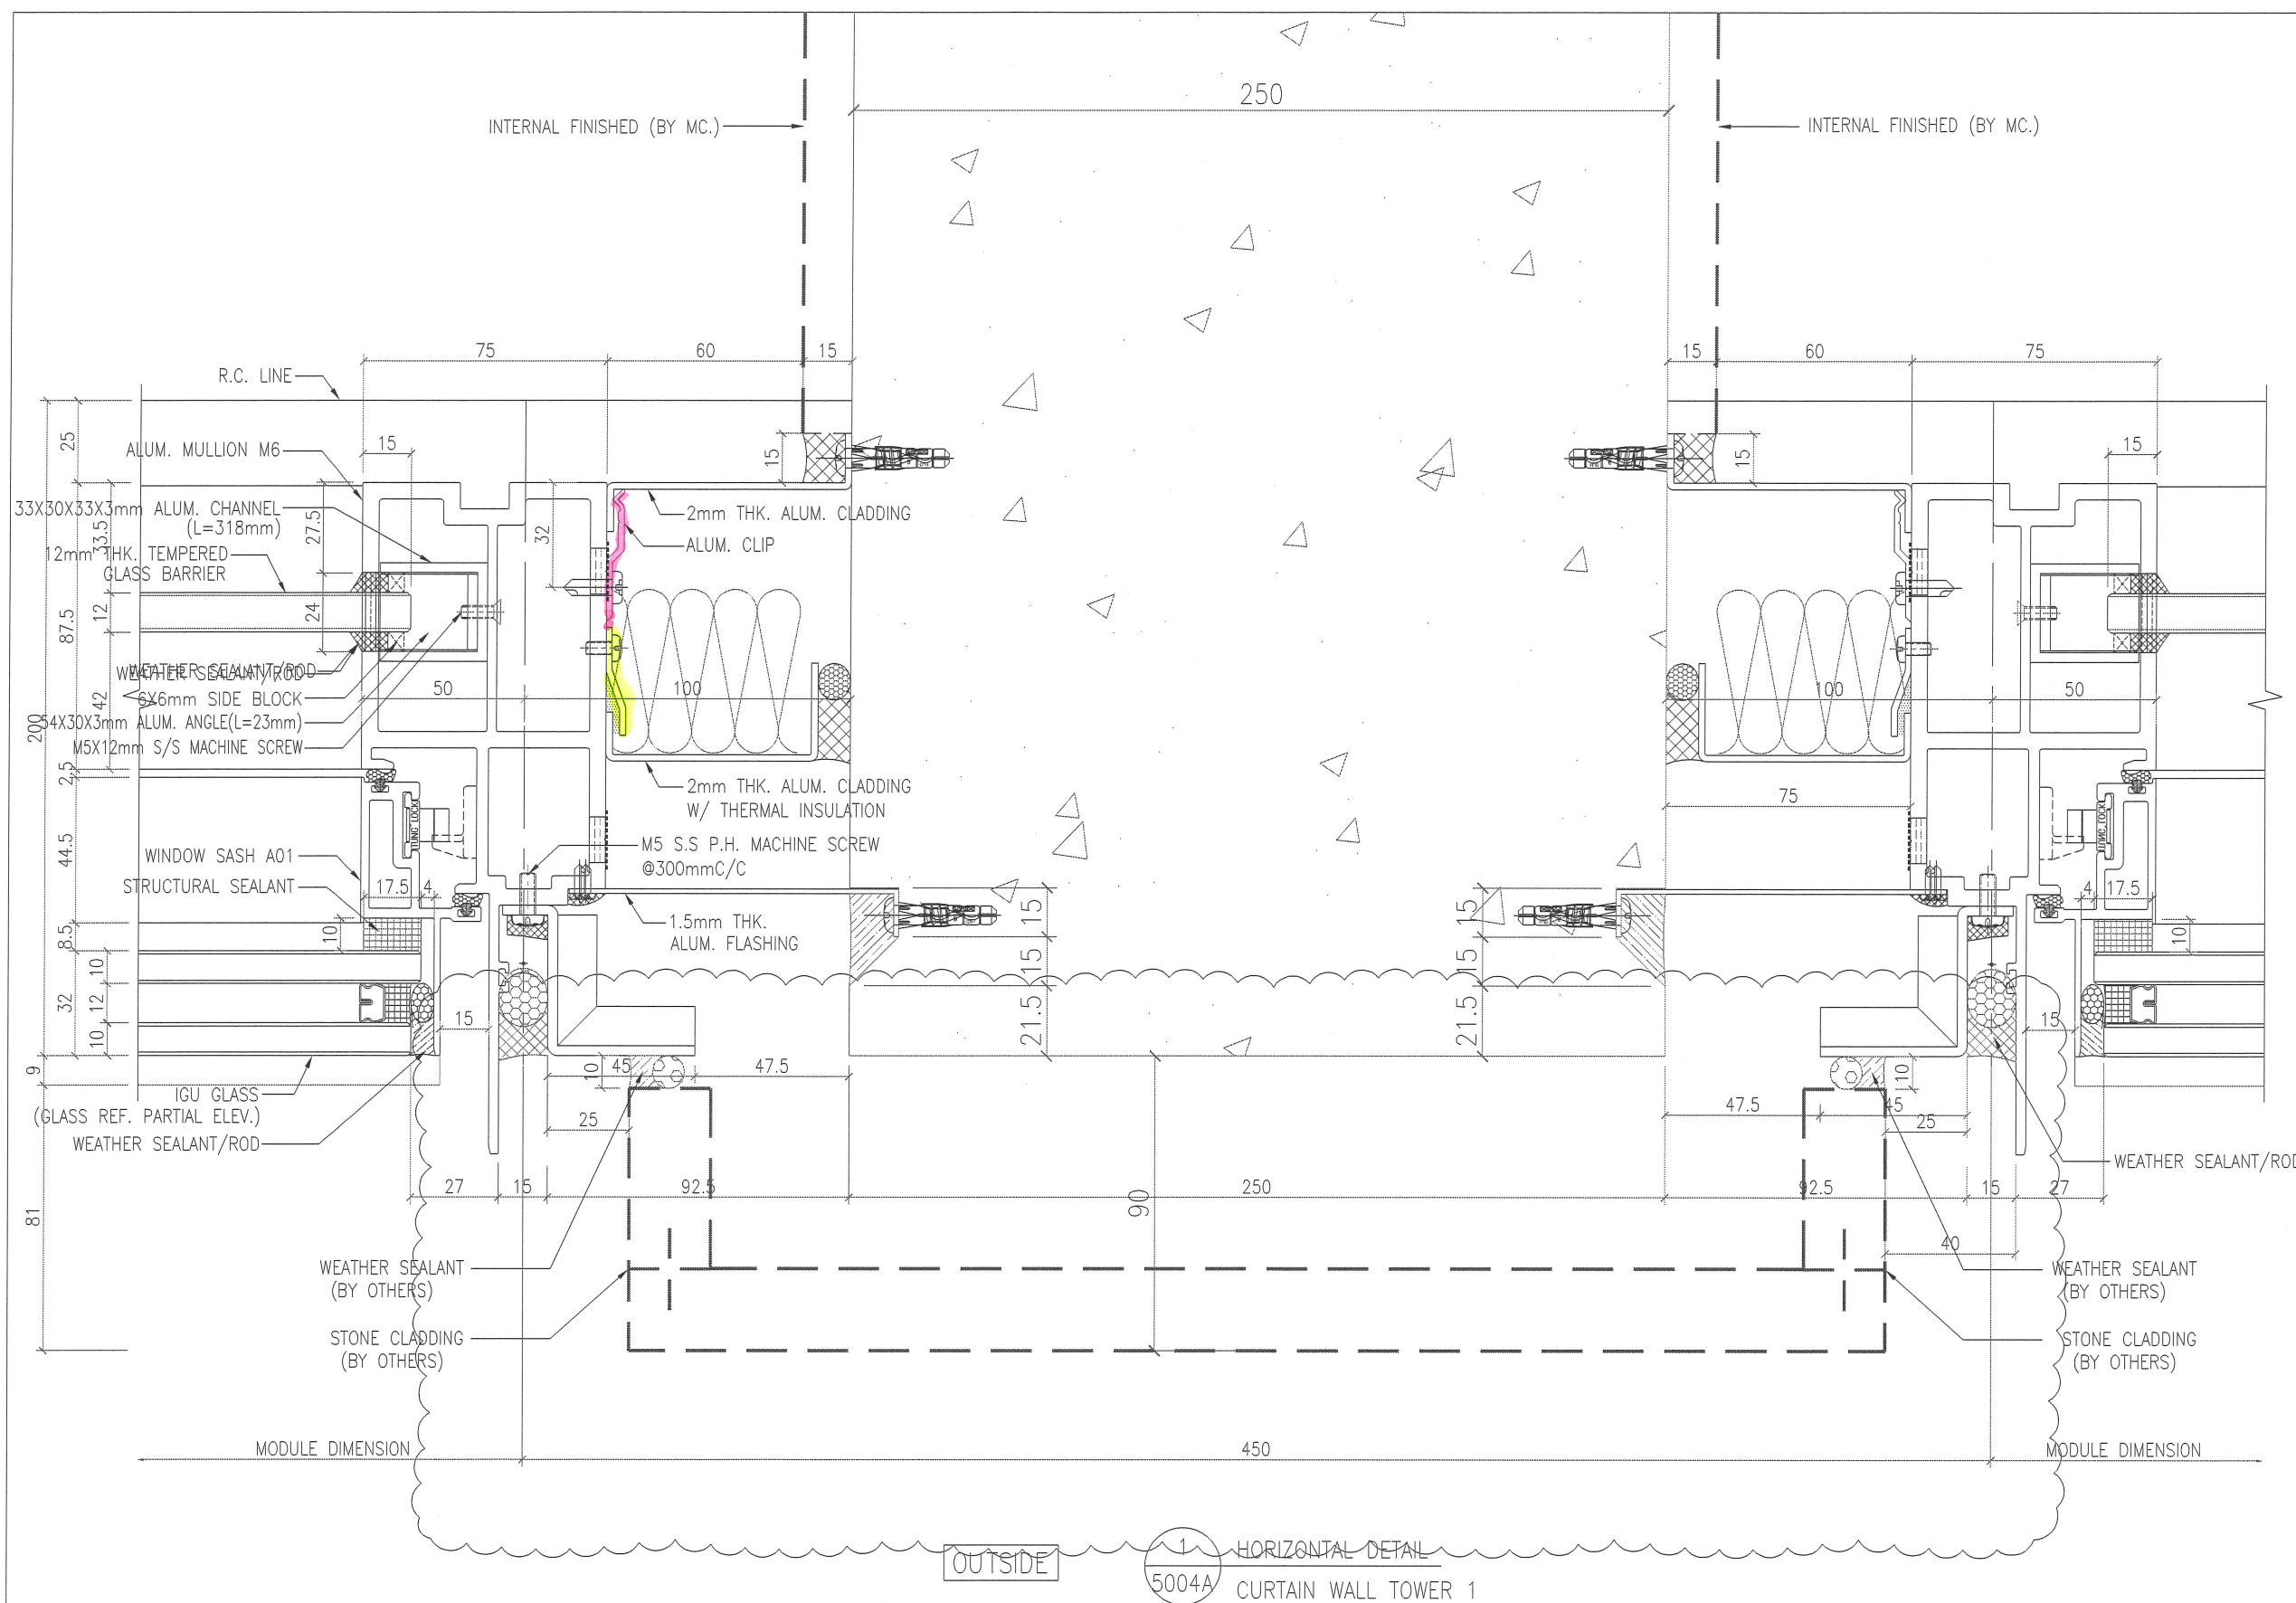 250
INTERNAL FINISHED (BY MC.)
INTERNAL FINISHED (BY MC.)
75
60
15
15
60
75
R.C. LINE
25
ALUM. MULLION M6
15
15
15
15
33X30X33X3mm ALUM. CHANNEL
(L=318mm)
33.5
27.5
32
2mm THK. ALUM. CLADDING
ALUM. CLIP
12mm THK. TEMPERED
GLASS BARRIER
87.5
12
24
WEATHER SEALANT/ROD
WEATHER SEALANT/ROD
6X6mm SIDE BLOCK
42
50
100
100
50
200
54X30X3mm ALUM. ANGLE(L=23mm)
M5X12mm S/S MACHINE SCREW
2.5
2mm THK. ALUM. CLADDING
W/ THERMAL INSULATION
75
44.5
M5 S.S P.H. MACHINE SCREW
@300mmC/C
WINDOW SASH A01
STRUCTURAL SEALANT
17.5
4
4
17.5
8.5
10
15
15
10
1.5mm THK.
ALUM. FLASHING
32
10
12
10
15
15
15
15
21.5
21.5
9
10
45
47.5
47.5
45
10
IGU GLASS
(GLASS REF. PARTIAL ELEV.)
25
25
WEATHER SEALANT/ROD
WEATHER SEALANT/ROD
27
15
92.5
250
92.5
15
27
81
90
40
WEATHER SEALANT
(BY OTHERS)
WEATHER SEALANT
(BY OTHERS)
STONE CLADDING
(BY OTHERS)
STONE CLADDING
(BY OTHERS)
MODULE DIMENSION
450
MODULE DIMENSION
OUTSIDE
1
5004A
HORIZONTAL DETAIL
CURTAIN WALL TOWER 1